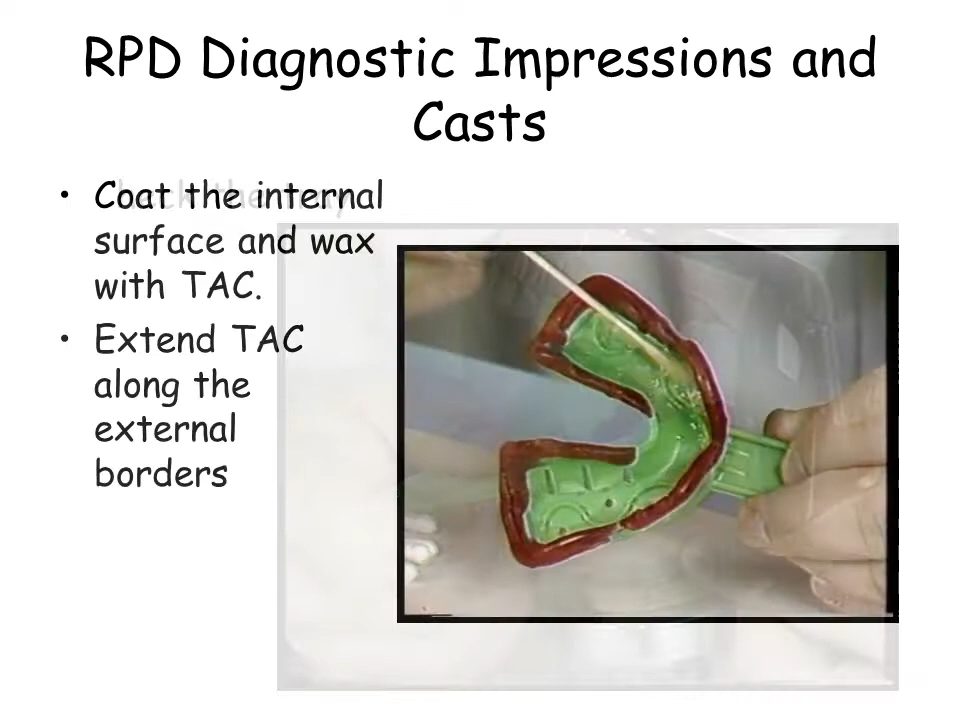 RPD Diagnostic Impressions and
Casts
• Coat the internal
surface and wax
with TAC.
• Extend TAC
along the
external
borders